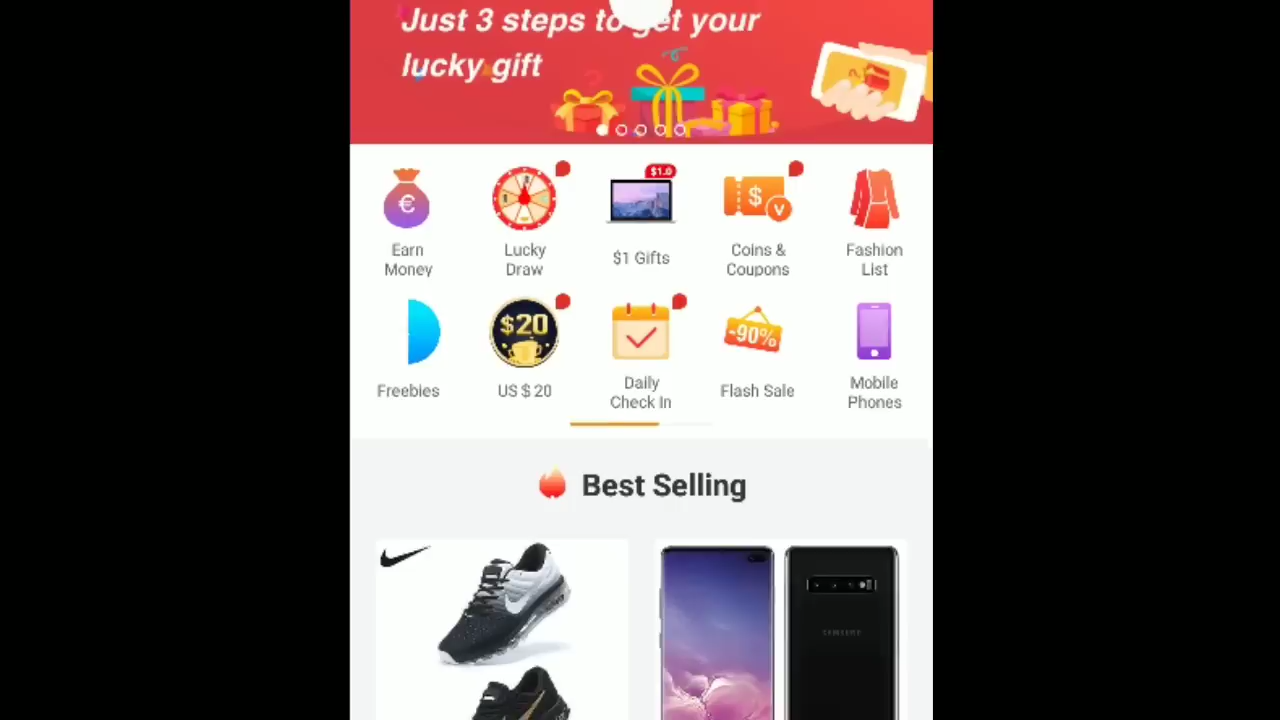 Just 3 steps to get your
lucky gift
$1.0
€
$
V
Earn
Money
Lucky
Draw
$1 Gifts
Coins &
Coupons
Fashion
List
$20
-90%
Freebies
US $ 20
Daily
Check In
Flash Sale
Mobile
Phones
Best Selling
SAMSUNG